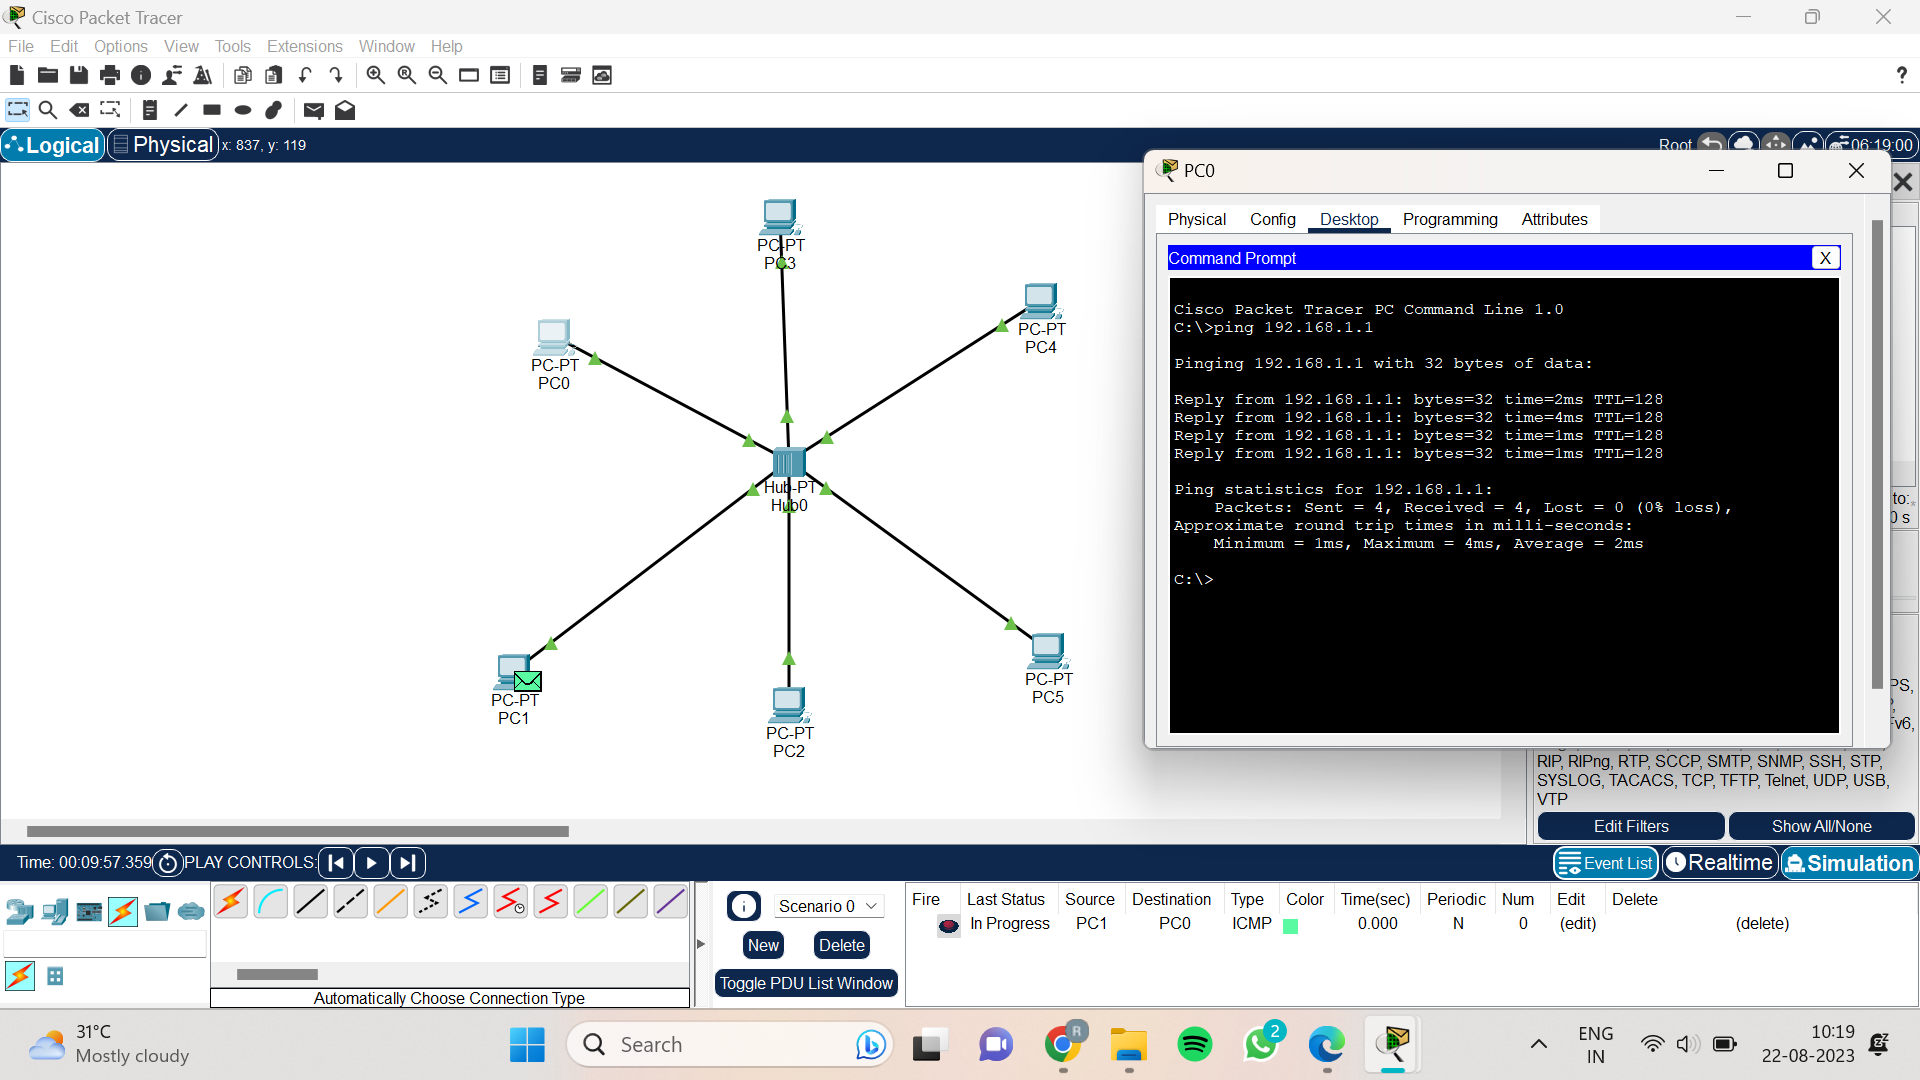 Cisco Packet Tracer
File Edit Options View Tools Extensions Window Help
Logical Physical x: 837, y: 119 Root 06:19:00
PC-PT
PC3
PC-PT
PC4
PC-PT
PC0
Hub-PT
Hub0
PC-PT
PC5
PC-PT
PC1
PC-PT
PC2
PC0
Physical Config Desktop Programming Attributes
Command Prompt X
Cisco Packet Tracer PC Command Line 1.0
C:\>ping 192.168.1.1
Pinging 192.168.1.1 with 32 bytes of data:
Reply from 192.168.1.1: bytes=32 time=2ms TTL=128
Reply from 192.168.1.1: bytes=32 time=4ms TTL=128
Reply from 192.168.1.1: bytes=32 time=1ms TTL=128
Reply from 192.168.1.1: bytes=32 time=1ms TTL=128
Ping statistics for 192.168.1.1:
Packets: Sent = 4, Received = 4, Lost = 0 (0% loss),
Approximate round trip times in milli-seconds:
Minimum = 1ms, Maximum = 4ms, Average = 2ms
C:\>
to:
0 s
PS,
v6,
RIP, RIPng, RTP, SCCP, SMTP, SNMP, SSH, STP,
SYSLOG, TACACS, TCP, TFTP, Telnet, UDP, USB,
VTP
Edit Filters Show All/None
Time: 00:09:57.359 PLAY CONTROLS: Event List Realtime Simulation
Scenario 0
New Delete
Toggle PDU List Window
Automatically Choose Connection Type
Fire Last Status Source Destination Type Color Time(sec) Periodic Num Edit Delete
In Progress PC1 PC0 ICMP 0.000 N 0 (edit) (delete)
31°C
Mostly cloudy
Search
R
2
ENG
IN
10:19
22-08-2023